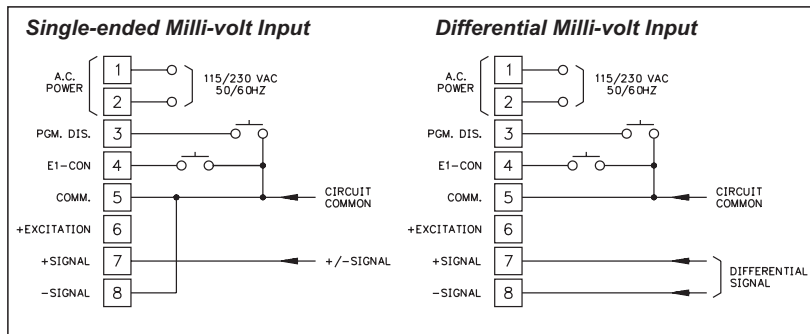 Single-ended Milli-volt Input
A.C.
POWER
1
2
115/230 VAC
50/60HZ
PGM. DIS.
3
E1-CON
4
COMM.
5
CIRCUIT
COMMON
+EXCITATION
6
+SIGNAL
7
+/-SIGNAL
-SIGNAL
8
Differential Milli-volt Input
A.C.
POWER
1
2
115/230 VAC
50/60HZ
PGM. DIS.
3
E1-CON
4
COMM.
5
CIRCUIT
COMMON
+EXCITATION
6
+SIGNAL
7
-SIGNAL
8
DIFFERENTIAL
SIGNAL